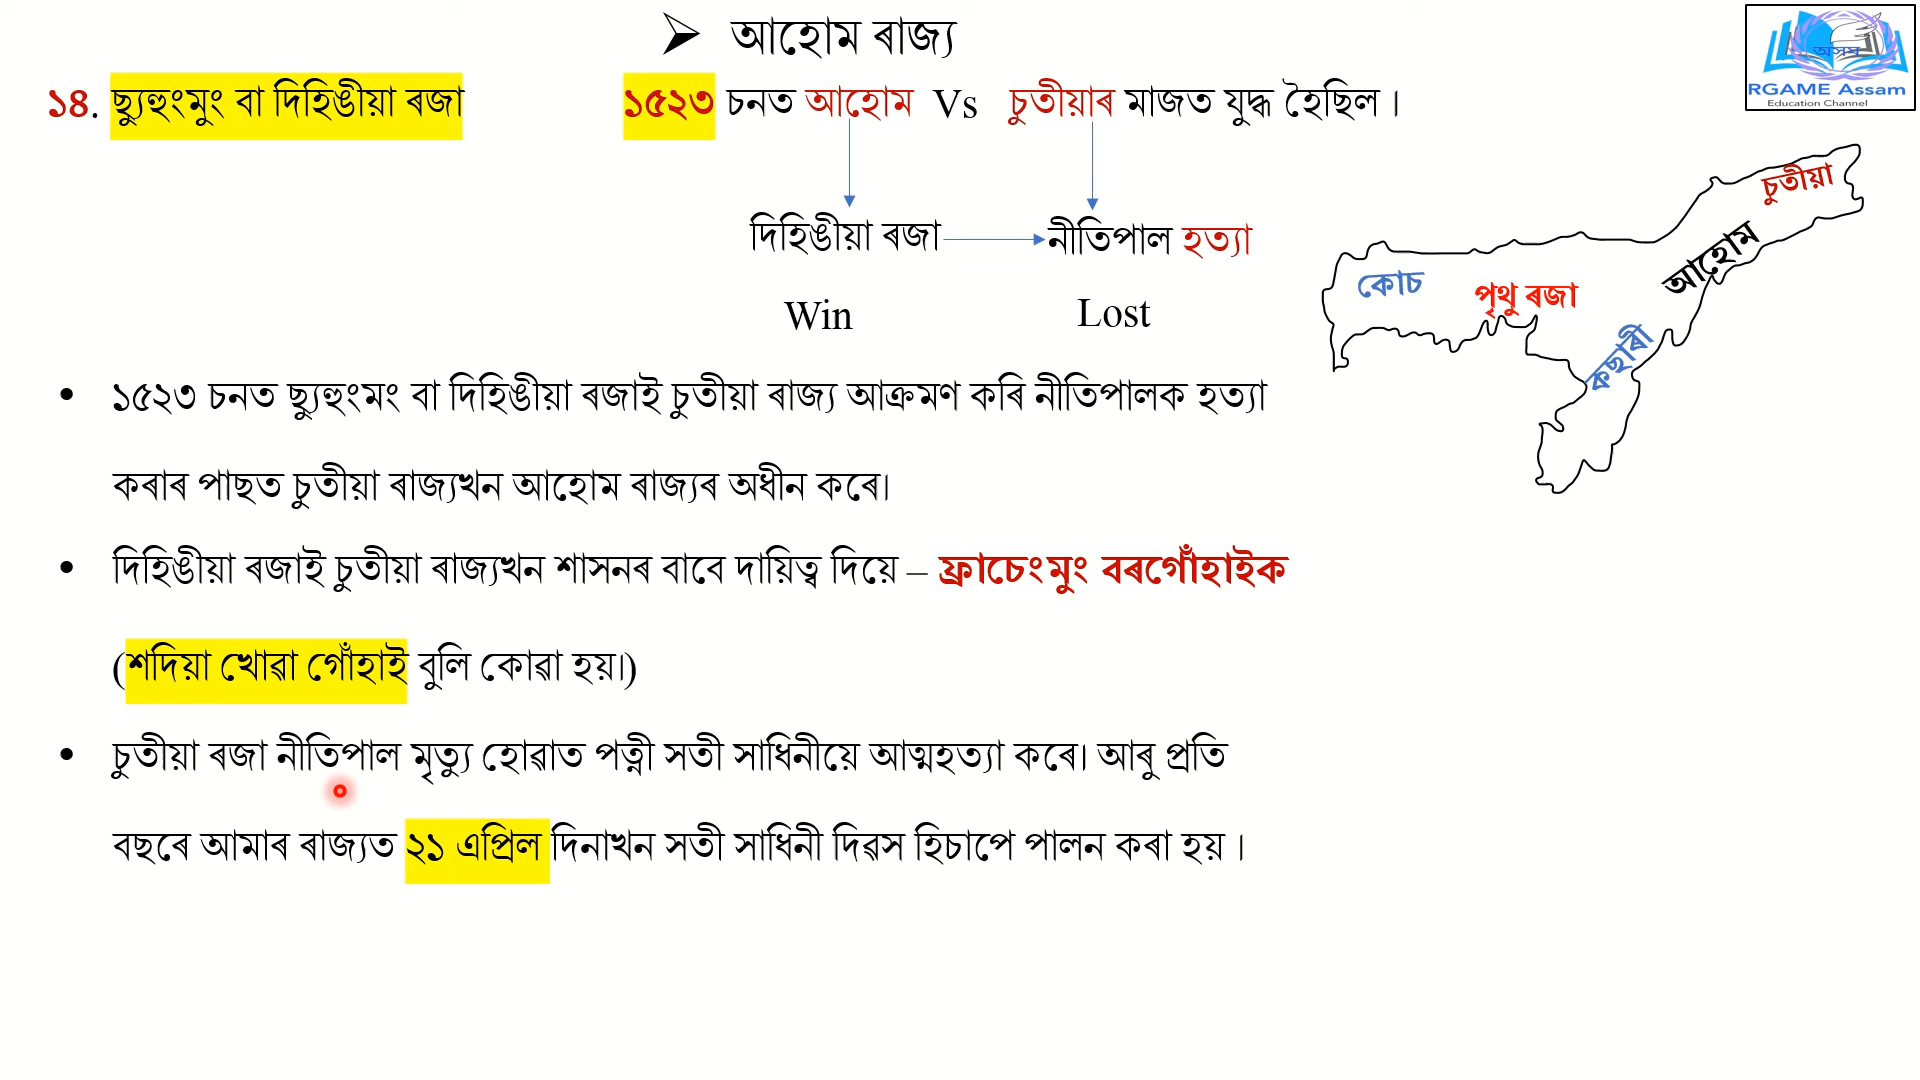 ➢ আহোম ৰাজ্য
অসম
RGAME Assam
Education Channel
১৪. ছ্যুহুংমুং বা দিহিঙীয়া ৰজা
১৫২৩ চনত আহোম Vs চুতীয়াৰ মাজত যুদ্ধ হৈছিল ।
দিহিঙীয়া ৰজা
নীতিপাল হত্যা
Win
Lost
চুতীয়া
আহোম
কোচ
পৃথু ৰজা
কছাৰী
• ১৫২৩ চনত ছ্যুহুংমং বা দিহিঙীয়া ৰজাই চুতীয়া ৰাজ্য আক্ৰমণ কৰি নীতিপালক হত্যা
কৰাৰ পাছত চুতীয়া ৰাজ্যখন আহোম ৰাজ্যৰ অধীন কৰে।
• দিহিঙীয়া ৰজাই চুতীয়া ৰাজ্যখন শাসনৰ বাবে দায়িত্ব দিয়ে – ফ্ৰাচেংমুং বৰগোঁহাইক
(শদিয়া খোৱা গোঁহাই বুলি কোৱা হয়।)
• চুতীয়া ৰজা নীতিপাল মৃত্যু হোৱাত পত্নী সতী সাধিনীয়ে আত্মহত্যা কৰে। আৰু প্ৰতি
বছৰে আমাৰ ৰাজ্যত ২১ এপ্ৰিল দিনাখন সতী সাধিনী দিৱস হিচাপে পালন কৰা হয় ।